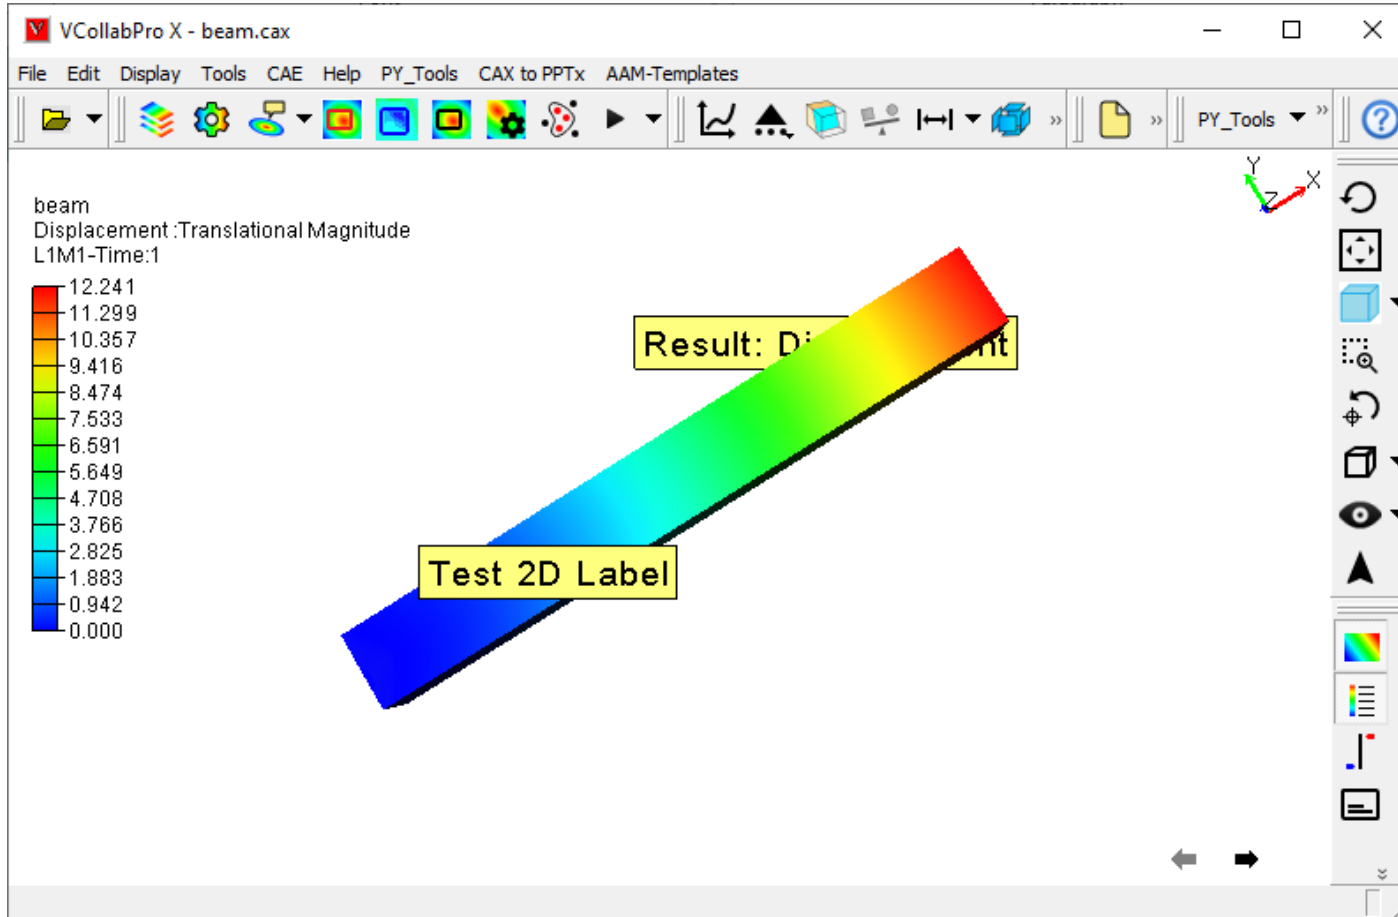 VCollabPro X - beam.cax
File Edit Display Tools CAE Help PY_Tools CAX to PPTx AAM-Templates
PY_Tools
Y
X
Z
beam
Displacement :Translational Magnitude
L1M1-Time:1
12.241
11.299
10.357
9.416
8.474
7.533
6.591
5.649
4.708
3.766
2.825
1.883
0.942
0.000
Result:
Test 2D Label